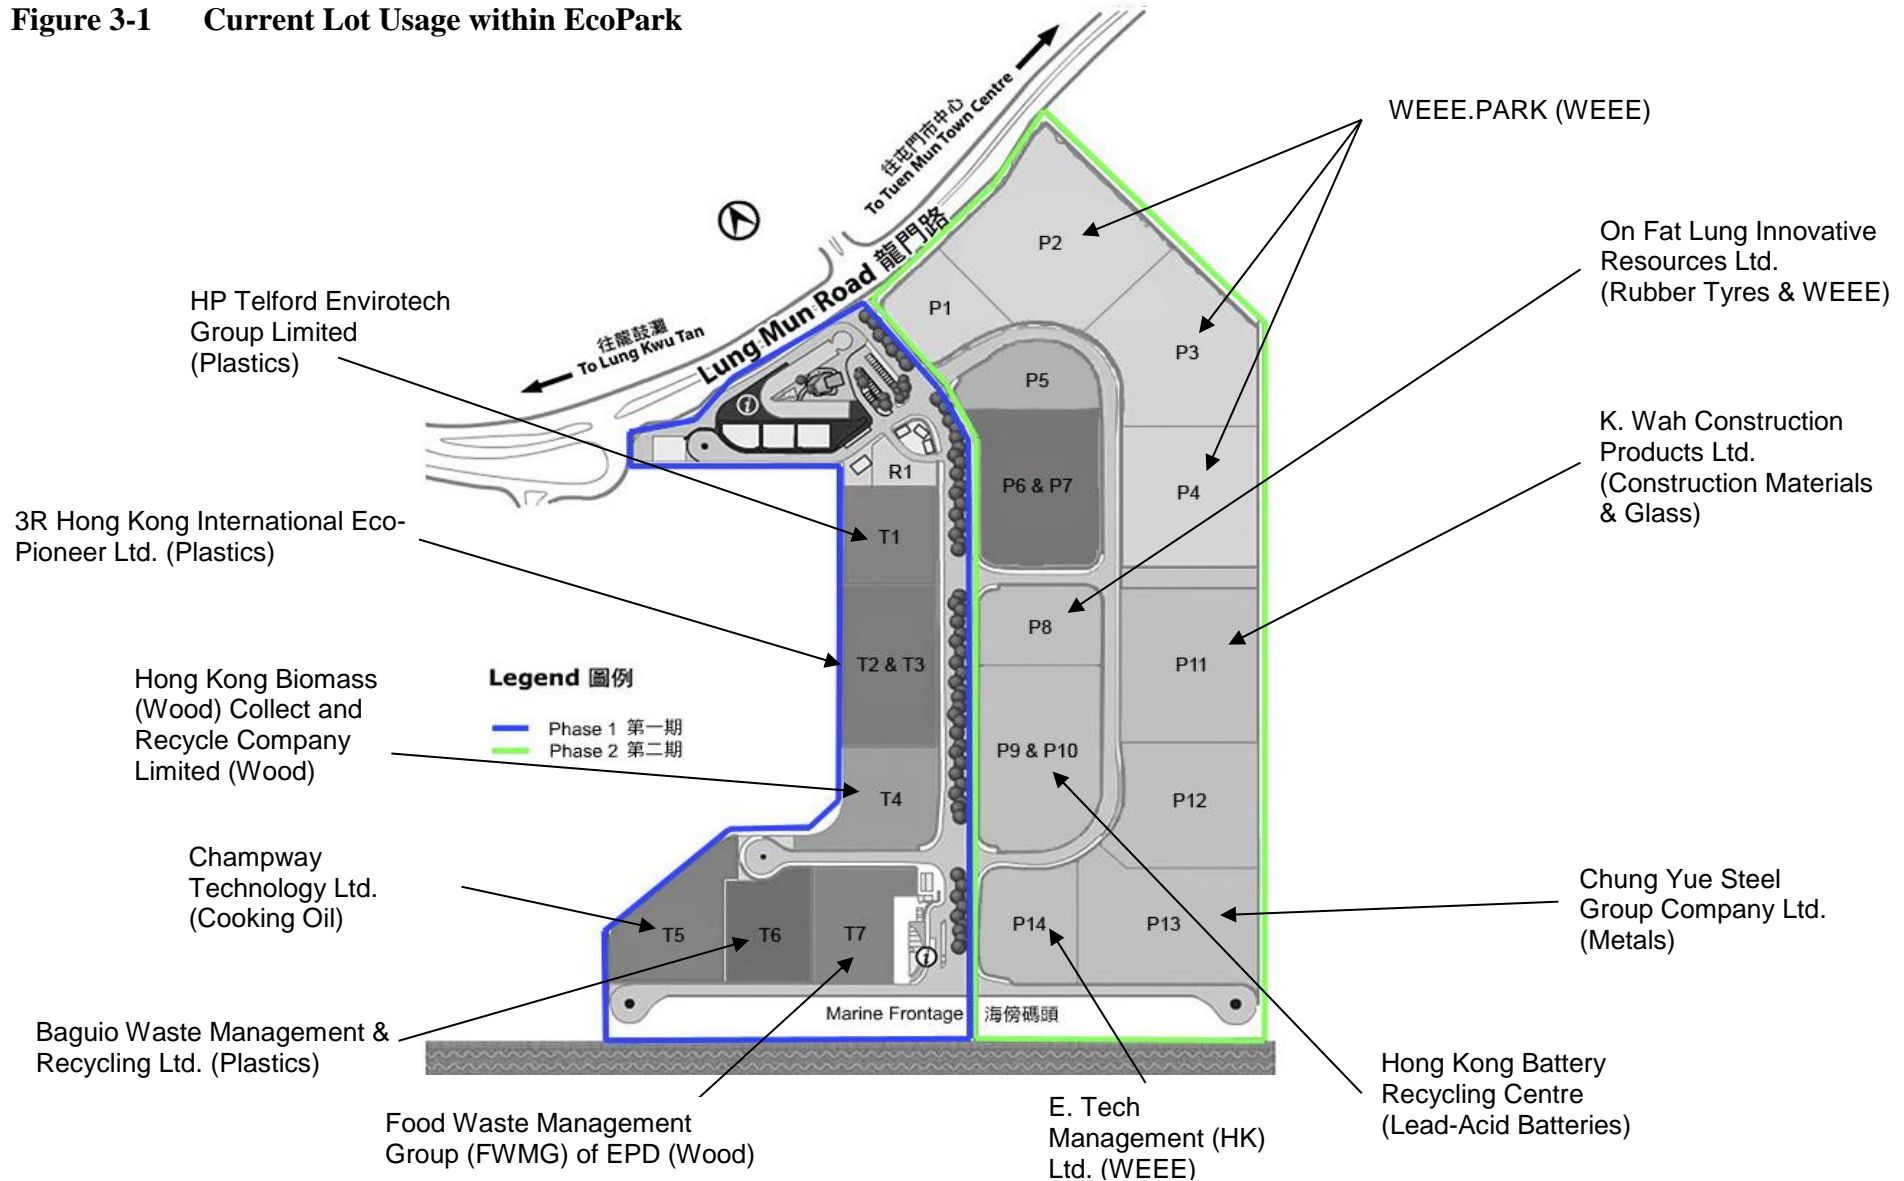 Figure 3-1 Current Lot Usage within EcoPark
往屯門市中心
To Tuen Mun Town Centre
WEEE.PARK (WEEE)
On Fat Lung Innovative
Resources Ltd.
(Rubber Tyres & WEEE)
HP Telford Envirotech
Group Limited
(Plastics)
往龍鼓灘
To Lung Kwu Tan
Lung Mun Road 龍門路
P2
P1
P3
P5
K. Wah Construction
Products Ltd.
(Construction Materials
& Glass)
i
R1
P6 & P7
P4
3R Hong Kong International Eco-
Pioneer Ltd. (Plastics)
T1
P8
T2 & T3
P11
Hong Kong Biomass
(Wood) Collect and
Recycle Company
Limited (Wood)
Legend 圖例
Phase 1 第一期
Phase 2 第二期
P9 & P10
T4
P12
Champway
Technology Ltd.
(Cooking Oil)
Chung Yue Steel
Group Company Ltd.
(Metals)
T5
T6
T7
i
P14
P13
Marine Frontage 海傍碼頭
Baguio Waste Management &
Recycling Ltd. (Plastics)
Hong Kong Battery
Recycling Centre
(Lead-Acid Batteries)
Food Waste Management
Group (FWMG) of EPD (Wood)
E. Tech
Management (HK)
Ltd. (WEEE)